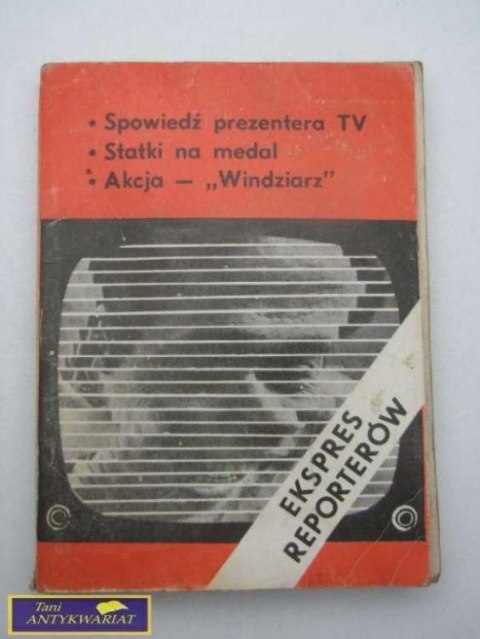 • Spowiedź prezentera TV
• Statki na medal
• Akcja — „Windziarz”
EKSPRES
REPORTERÓW
Tani
ANTYKWARIAT